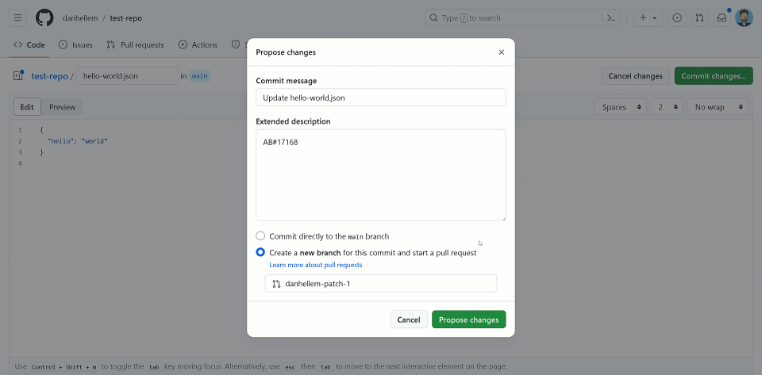 danhellem / test-repo
Type / to search
Code Issues Pull requests Actions
test-repo / hello-world.json in main
Cancel changes Commit changes...
Edit Preview
Spaces 2 No wrap
1 {
2 "hello": "world"
3 }
4
Propose changes
Commit message
Update hello-world.json
Extended description
AB#17168
Commit directly to the main branch
Create a new branch for this commit and start a pull request
Learn more about pull requests
danhellem-patch-1
Cancel Propose changes
Use Control + Shift + m to toggle the tab key moving focus. Alternatively, use esc then tab to move to the next interactive element on the page.